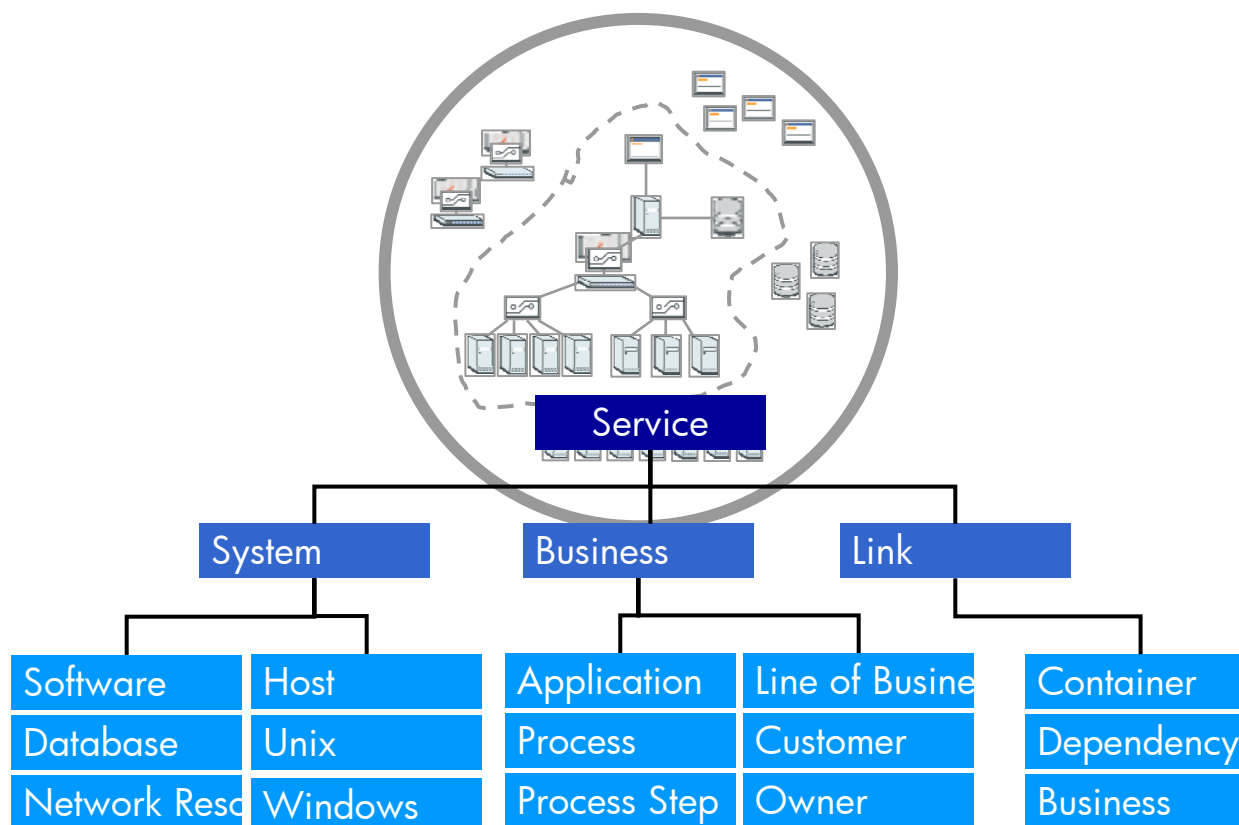 Service
System
Business
Link
Software
Host
Application
Line of Busine
Container
Database
Unix
Process
Customer
Dependency
Network Reso
Windows
Process Step
Owner
Business